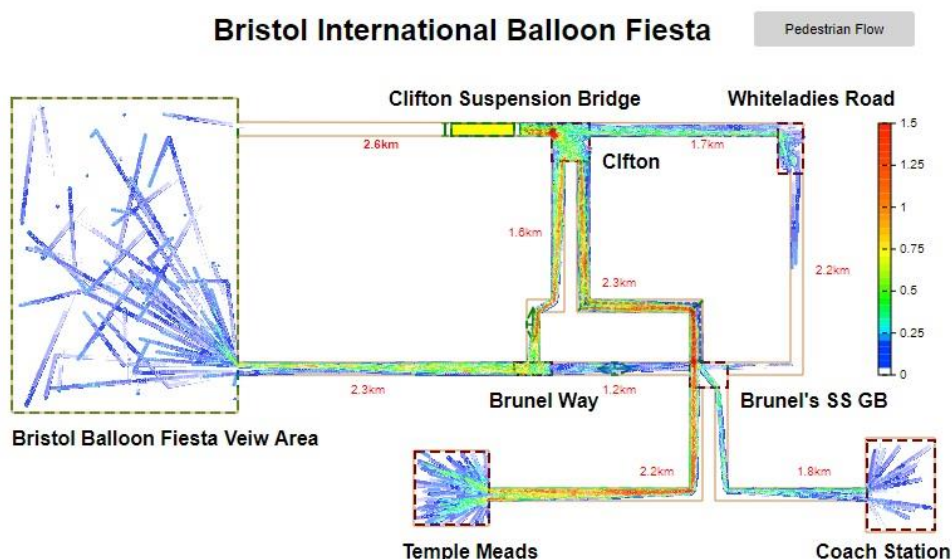 Bristol International Balloon Fiesta
Pedestrian Flow
Clifton Suspension Bridge
Whiteladies Road
2.6km
1.7km
1.5
Clfton
1.25
1.6km
1
2.3km
2.2km
0.75
0.5
0.25
0
2.3km
Brunel Way
1.2km
Brunel's SS GB
Bristol Balloon Fiesta Veiw Area
2.2km
1.8km
Temple Meads
Coach Station